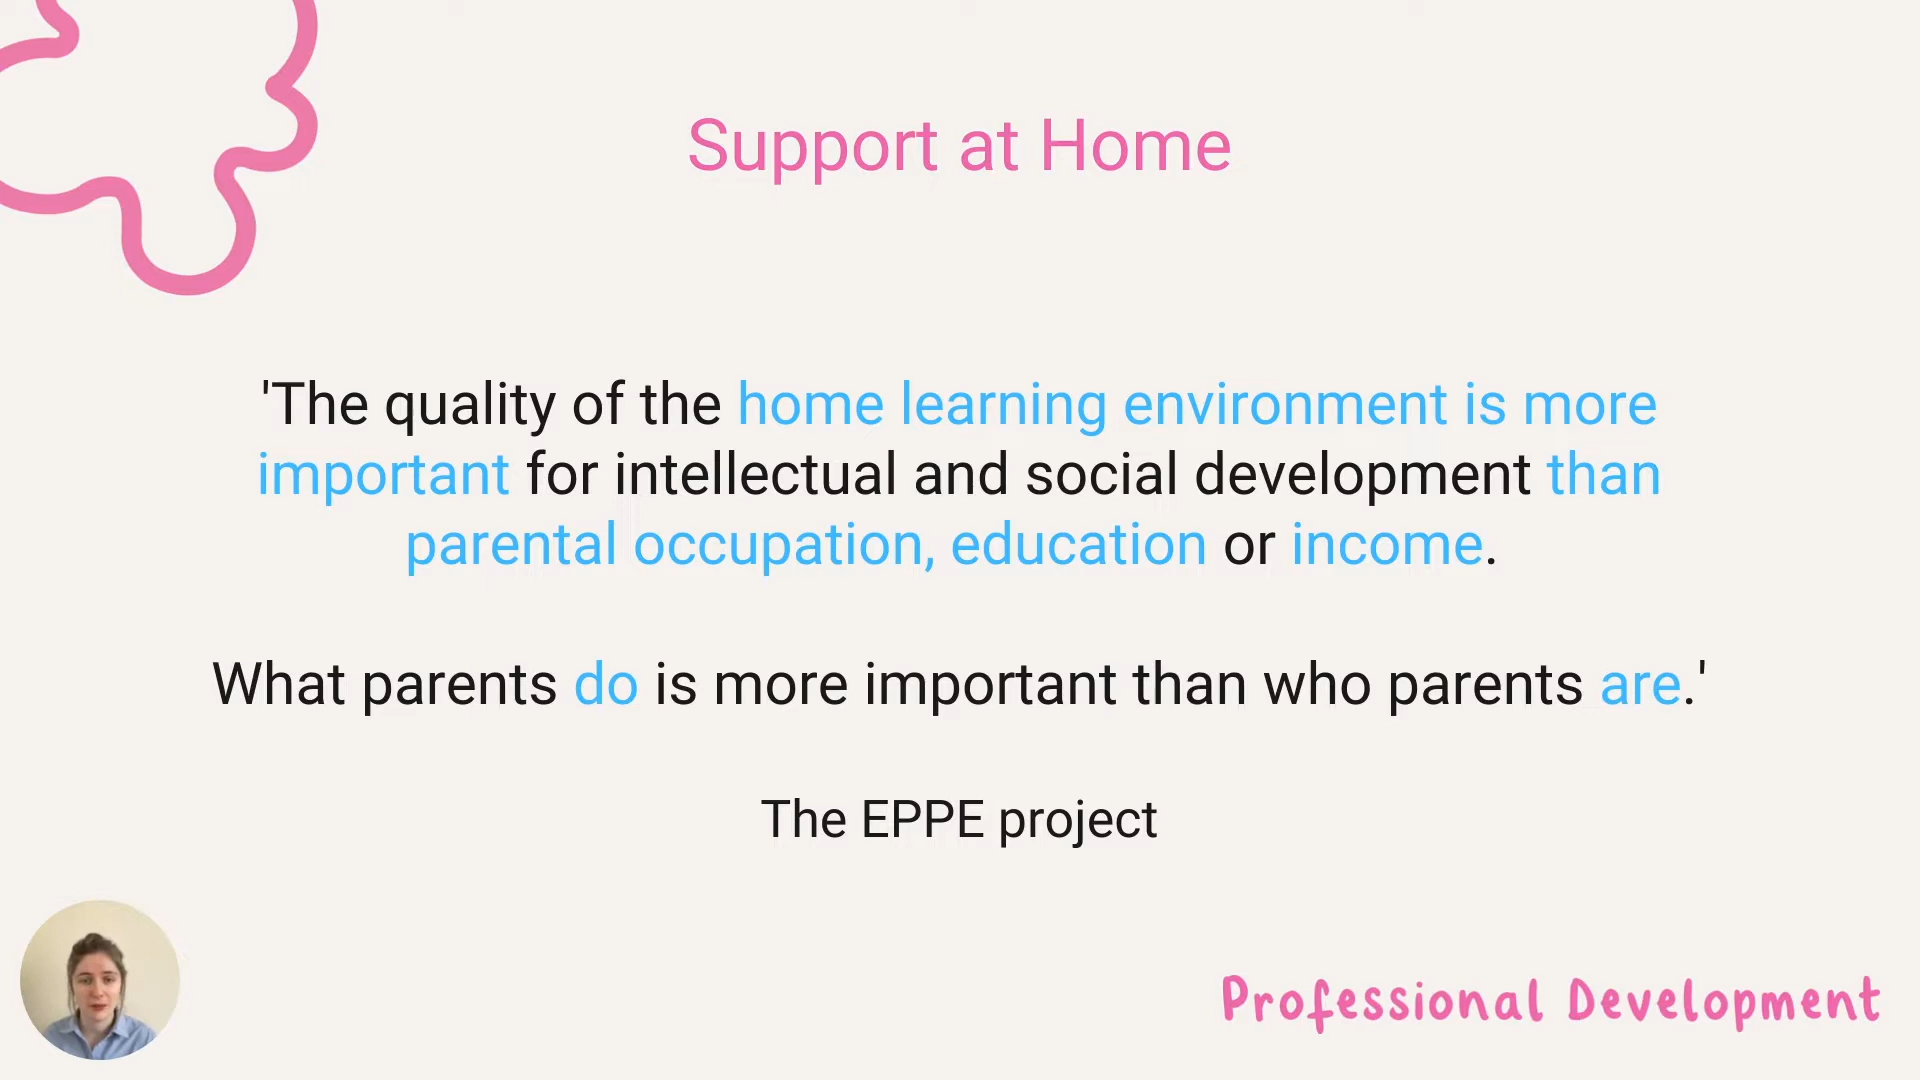 Support at Home
'The quality of the home learning environment is more
important for intellectual and social development than
parental occupation, education or income.
What parents do is more important than who parents are.'
The EPPE project
Professional Development